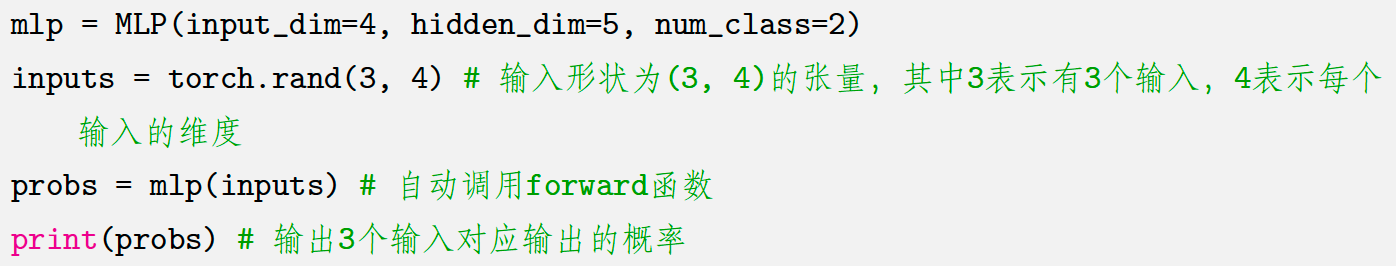 mlp = MLP(input_dim=4, hidden_dim=5, num_class=2)
inputs = torch.rand(3, 4) # 输入形状为(3, 4)的张量，其中3表示有3个输入，4表示每个
输入的维度
probs = mlp(inputs) # 自动调用forward函数
print(probs) # 输出3个输入对应输出的概率